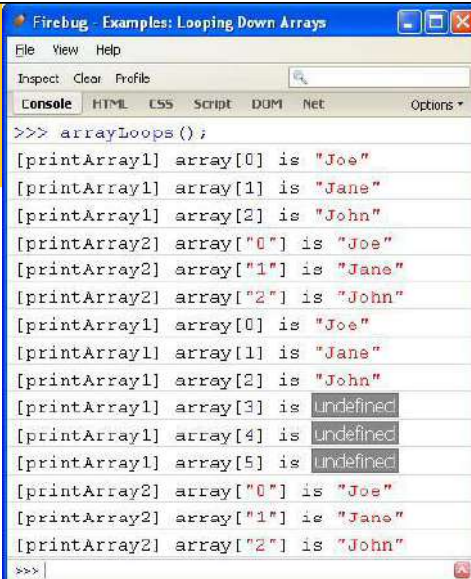 Firebug - Examples: Looping Down Arrays
File View Help
Inspect Clear Profile
Console HTML CSS Script DOM Net Options
>>> arrayLoops();
[printArray1] array[0] is "Joe"
[printArray1] array[1] is "Jane"
[printArray1] array[2] is "John"
[printArray2] array["0"] is "Joe"
[printArray2] array["1"] is "Jane"
[printArray2] array["2"] is "John"
[printArray1] array[0] is "Joe"
[printArray1] array[1] is "Jane"
[printArray1] array[2] is "John"
[printArray1] array[3] is undefined
[printArray1] array[4] is undefined
[printArray1] array[5] is undefined
[printArray2] array["0"] is "Joe"
[printArray2] array["1"] is "Jane"
[printArray2] array["2"] is "John"
>>>